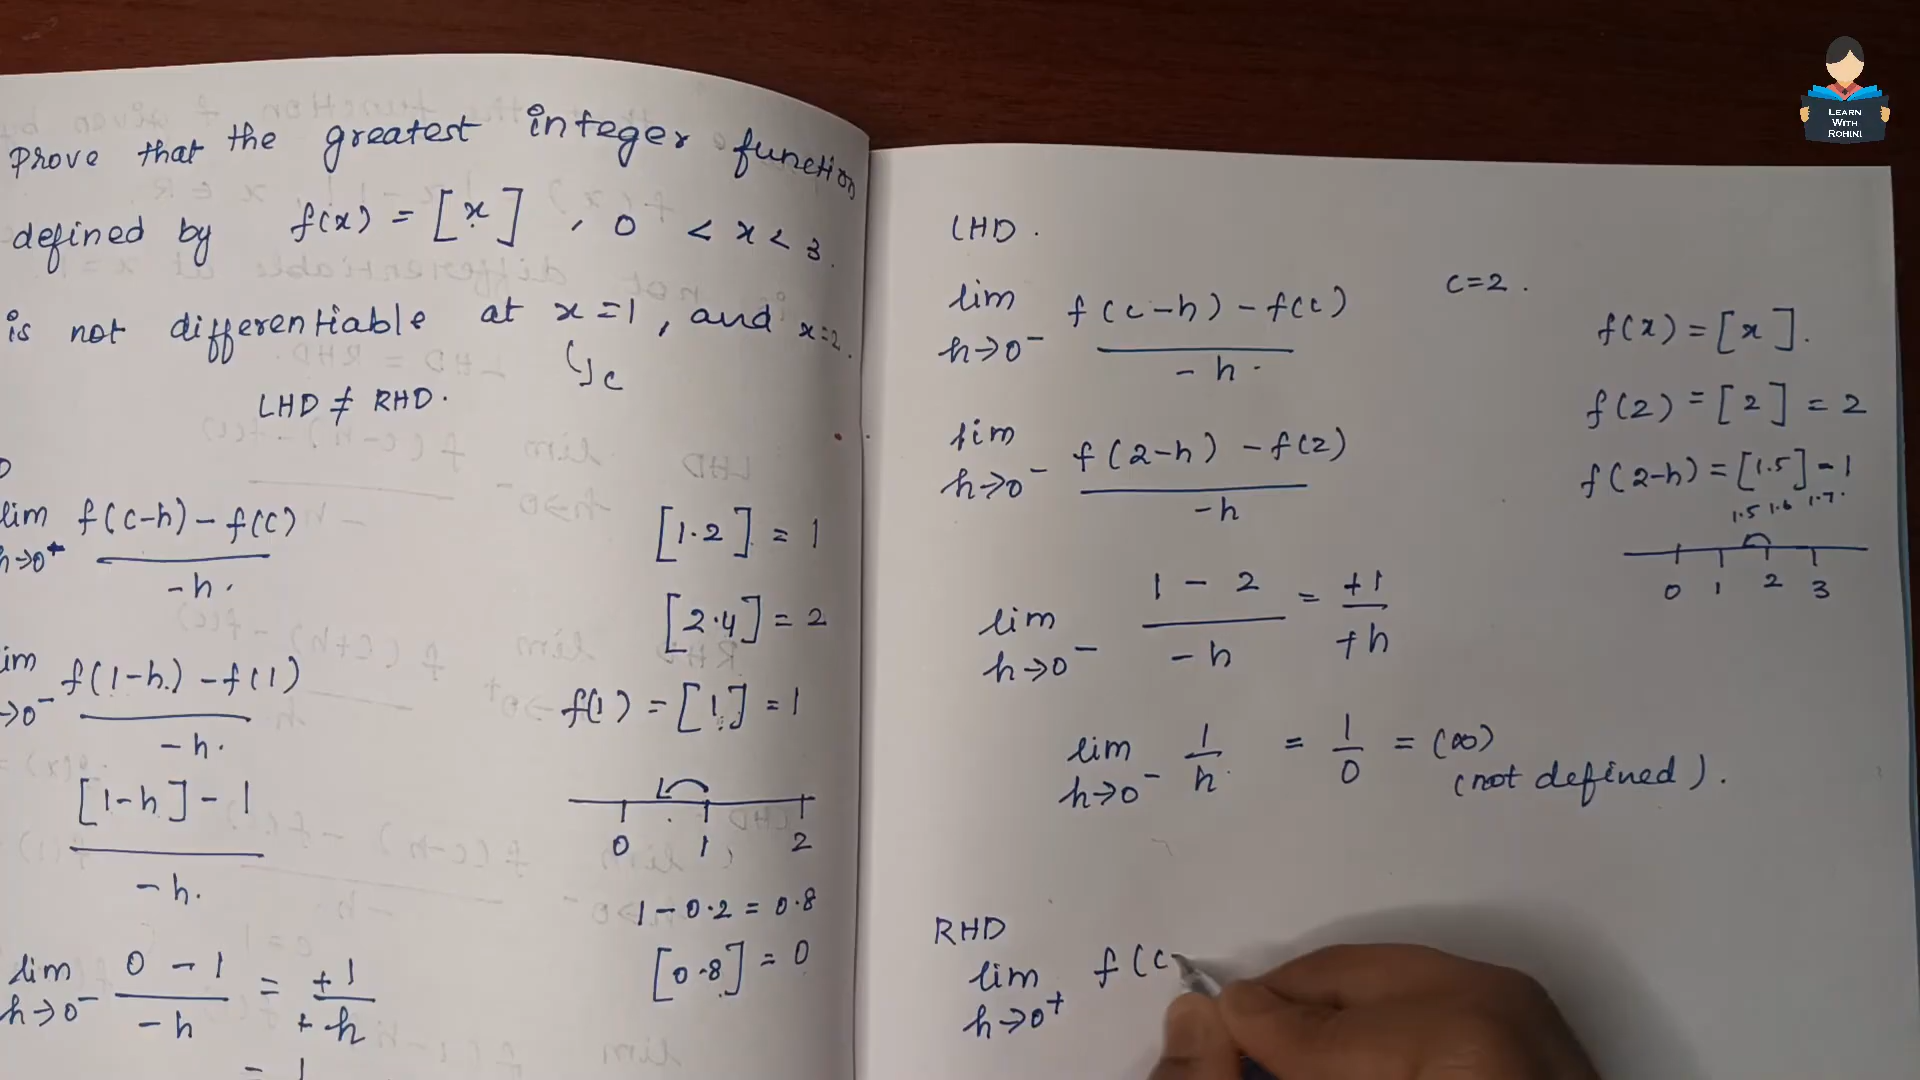 Prove that the greatest integer function
defined by f(x) = [x] , 0 < x < 3.
is not differentiable at x=1, and x=2.
c
LHD ≠ RHD.
lim f(c-h) - f(c)
h→0⁺ -h.
f(1-h) - f(1)
→0⁻ -h.
[1-h] - 1
-h.
lim 0 - 1 = +1
h→0⁻ -h + h
[1.2] = 1
[2.4] = 2
f(1) = [1] = 1
0 1 2
1-0.2 = 0.8
[0.8] = 0
LHD.
lim f(c-h) - f(c)
h→0⁻ -h.
lim f(2-h) - f(2)
h→0⁻ -h
lim 1 - 2 = +1
h→0⁻ -h +h
lim 1 = 1 = (∞)
h→0⁻ h 0 (not defined).
c=2.
f(x) = [x].
f(2) = [2] = 2
f(2-h) = [1.5] - 1
1.5 1.6 1.7.
0 1 2 3
RHD
lim f(c-
h→0⁺
LEARN
WITH
ROHINI